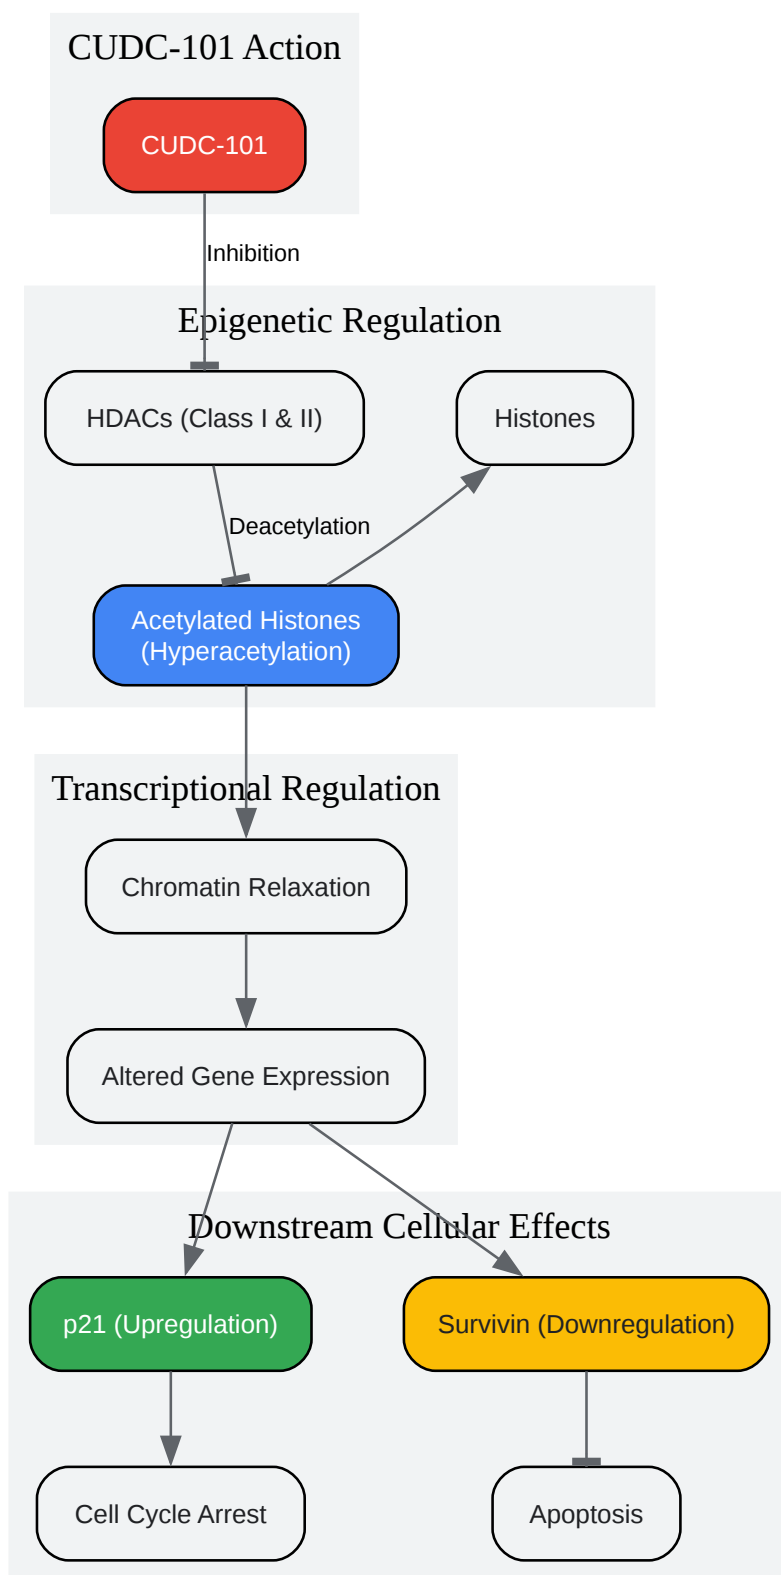 CUDC-101 Action
CUDC-101
Inhibition
Epigenetic Regulation
HDACs (Class I & II)
Histones
Deacetylation
Acetylated Histones
(Hyperacetylation)
Transcriptional Regulation
Chromatin Relaxation
Altered Gene Expression
Downstream Cellular Effects
p21 (Upregulation)
Survivin (Downregulation)
Cell Cycle Arrest
Apoptosis